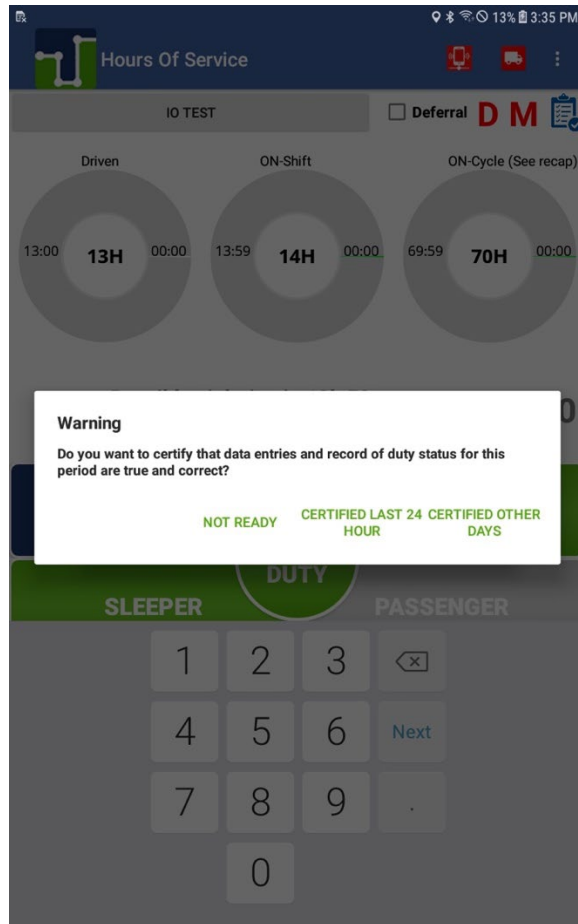 13% 3:35 PM
Hours Of Service
IO TEST
Deferral D M
Driven
ON-Shift
ON-Cycle (See recap)
13:00 13H 00:00
13:59 14H 00:00
69:59 70H 00:00
0
Warning
Do you want to certify that data entries and record of duty status for this
period are true and correct?
NOT READY
CERTIFIED LAST 24
HOUR
CERTIFIED OTHER
DAYS
DUTY
SLEEPER
PASSENGER
1 2 3
4 5 6 Next
7 8 9 .
0